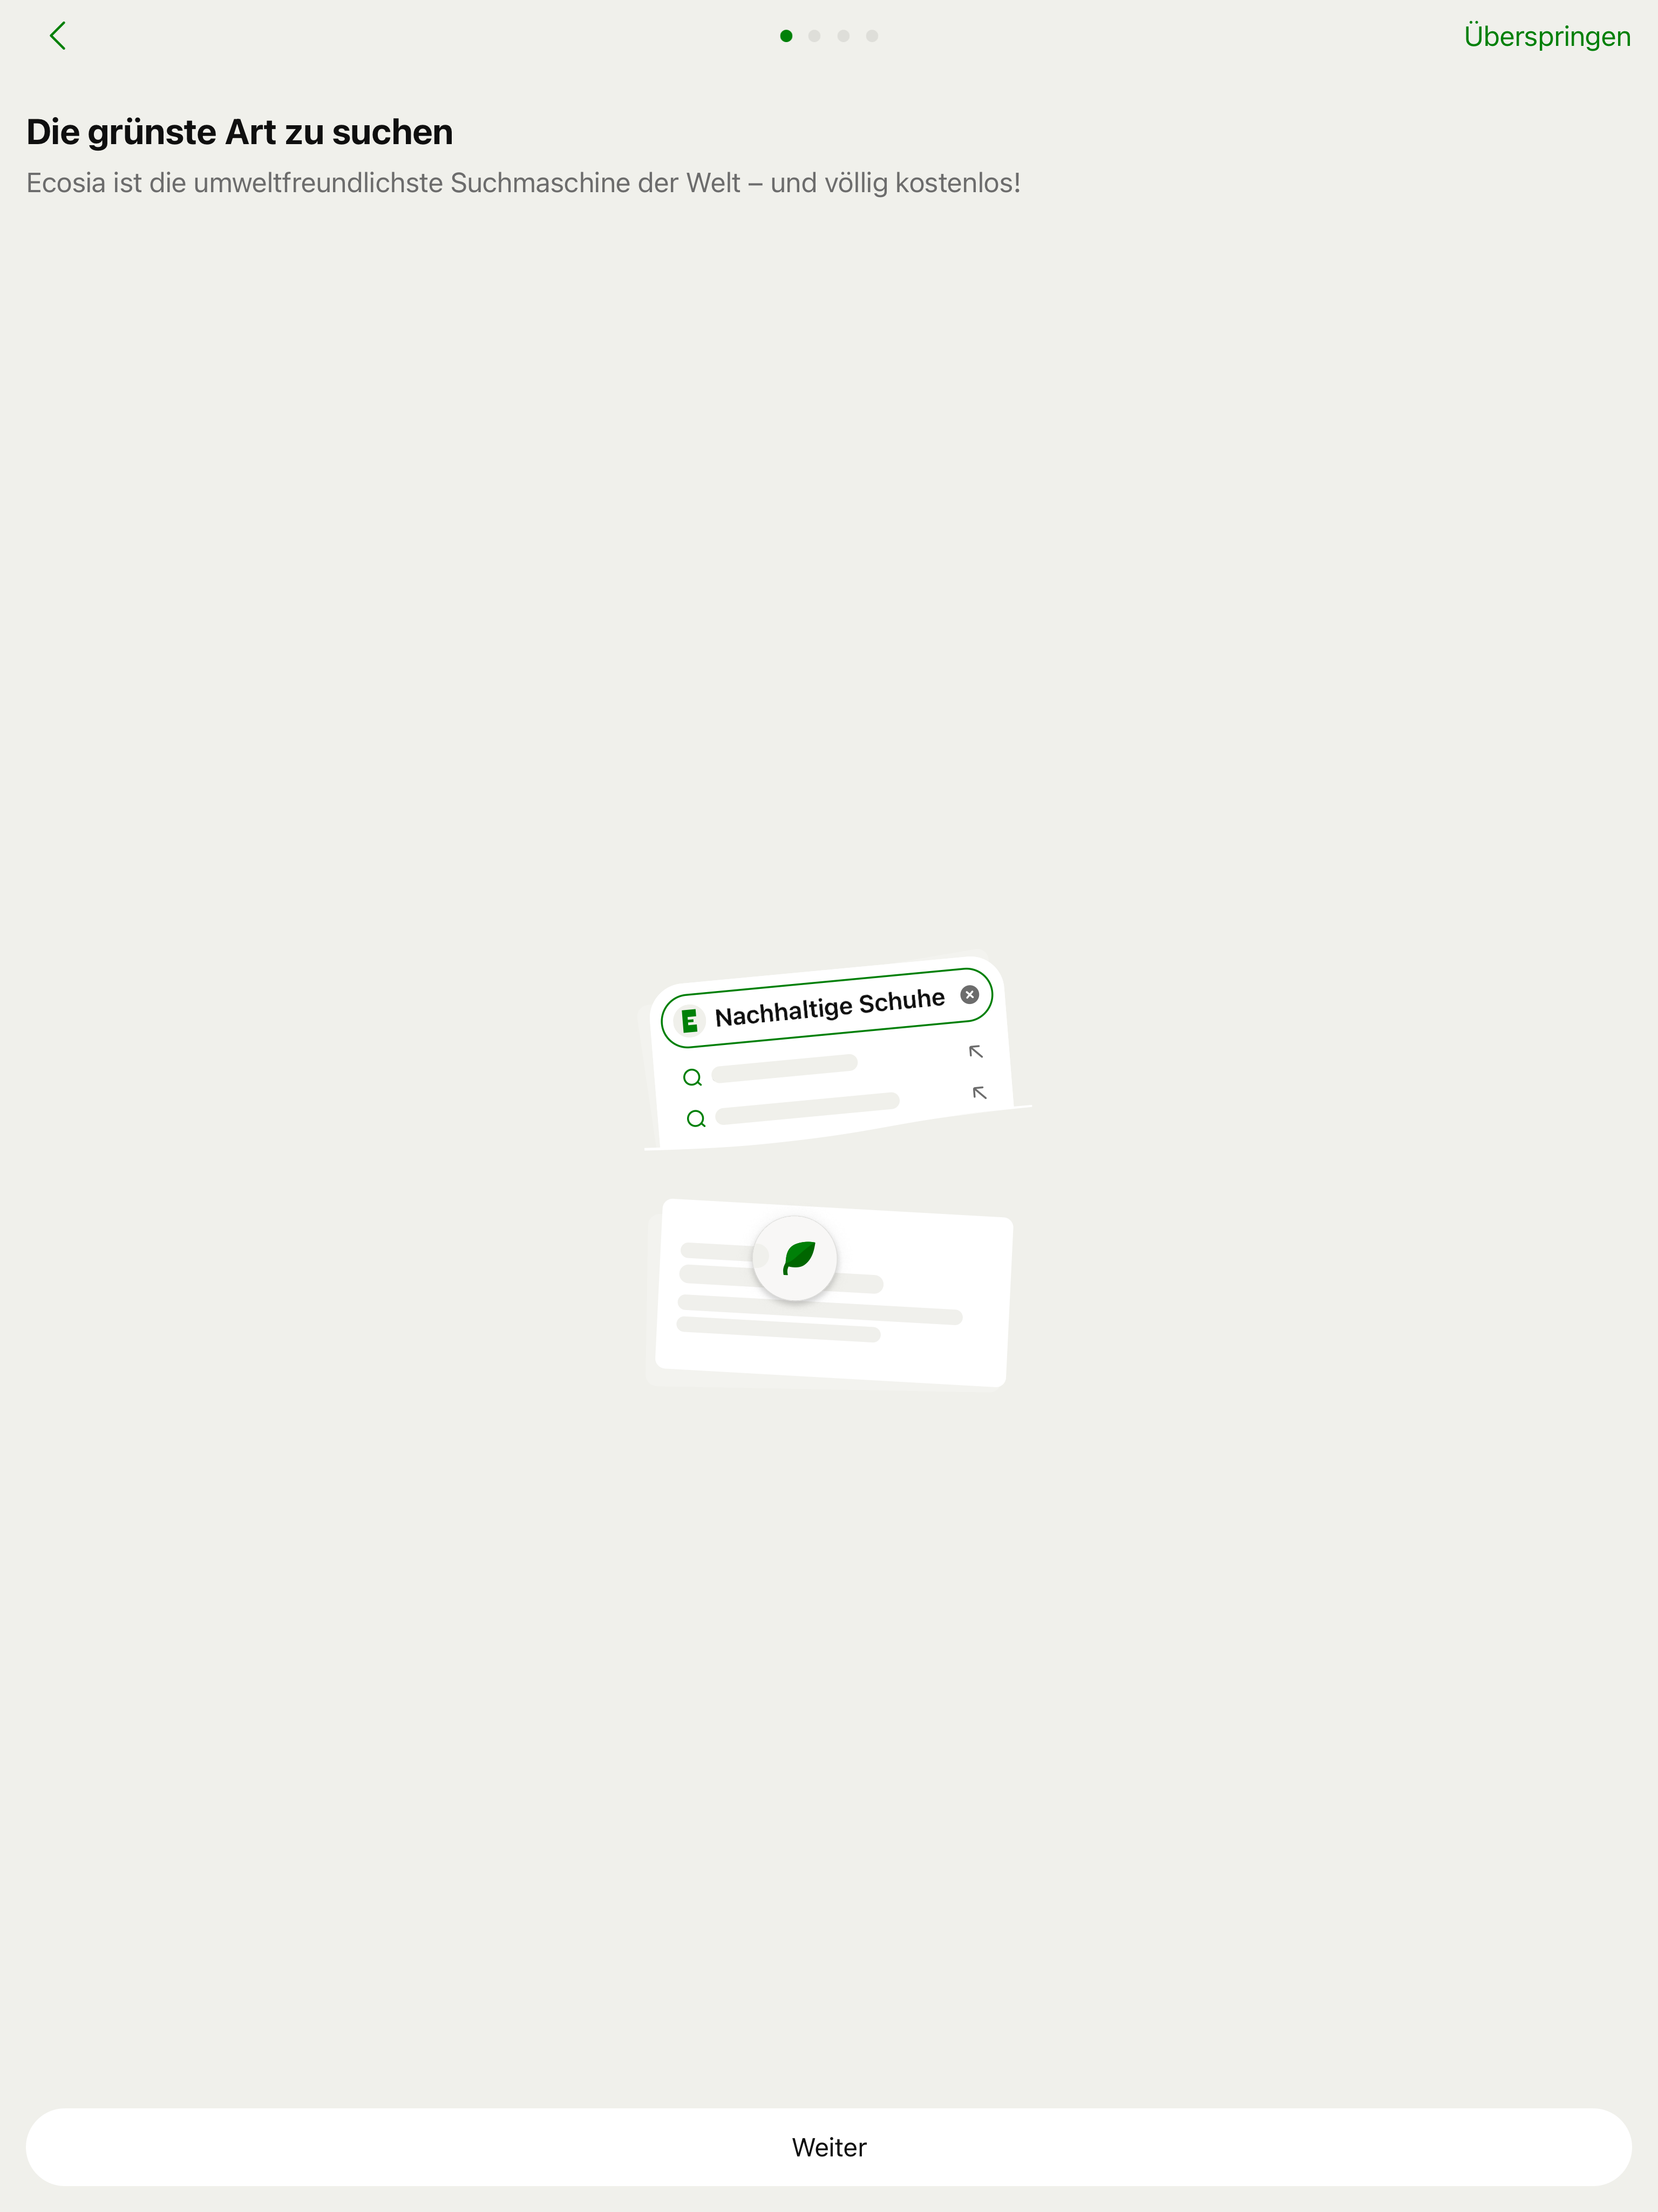 Überspringen
Die grünste Art zu suchen
Ecosia ist die umweltfreundlichste Suchmaschine der Welt – und völlig kostenlos!
E Nachhaltige Schuhe
Weiter